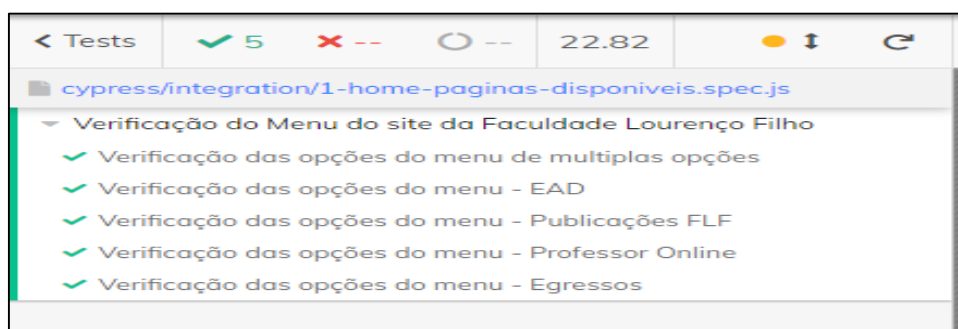 Tests 5 -- -- 22.82
cypress/integration/1-home-paginas-disponiveis.spec.js
Verificação do Menu do site da Faculdade Lourenço Filho
Verificação das opções do menu de multiplas opções
Verificação das opções do menu - EAD
Verificação das opções do menu - Publicações FLF
Verificação das opções do menu - Professor Online
Verificação das opções do menu - Egressos